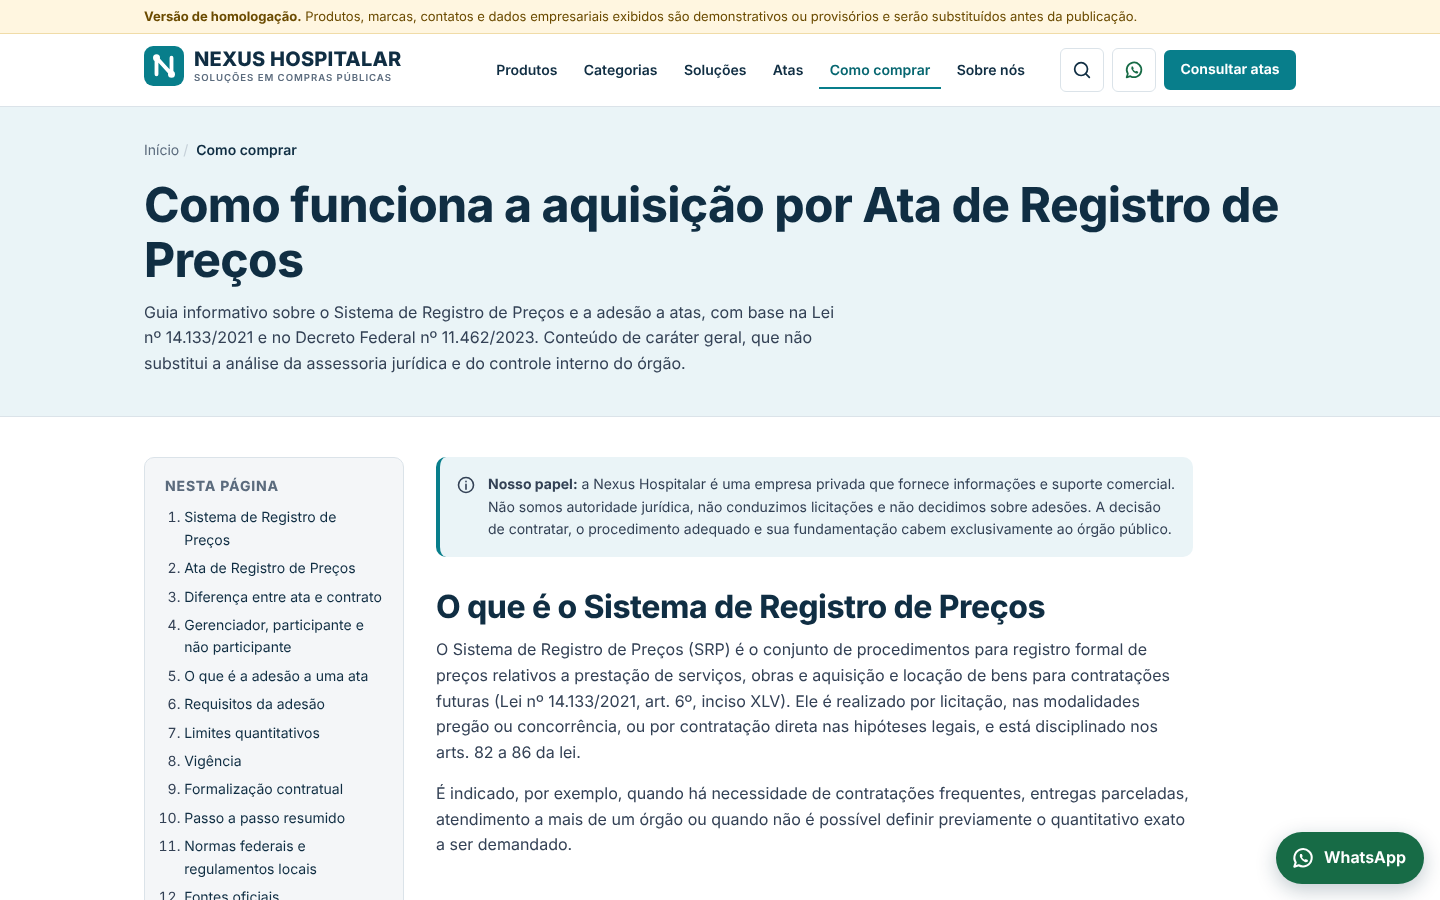 Versão de homologação. Produtos, marcas, contatos e dados empresariais exibidos são demonstrativos ou provisórios e serão substituídos antes da publicação.
NEXUS HOSPITALAR
SOLUÇÕES EM COMPRAS PÚBLICAS
Produtos
Categorias
Soluções
Atas
Como comprar
Sobre nós
Consultar atas
Início / Como comprar
Como funciona a aquisição por Ata de Registro de
Preços
Guia informativo sobre o Sistema de Registro de Preços e a adesão a atas, com base na Lei
nº 14.133/2021 e no Decreto Federal nº 11.462/2023. Conteúdo de caráter geral, que não
substitui a análise da assessoria jurídica e do controle interno do órgão.
NESTA PÁGINA
1. Sistema de Registro de
Preços
2. Ata de Registro de Preços
3. Diferença entre ata e contrato
4. Gerenciador, participante e
não participante
5. O que é a adesão a uma ata
6. Requisitos da adesão
7. Limites quantitativos
8. Vigência
9. Formalização contratual
10. Passo a passo resumido
11. Normas federais e
regulamentos locais
12. Fontes oficiais
Nosso papel: a Nexus Hospitalar é uma empresa privada que fornece informações e suporte comercial.
Não somos autoridade jurídica, não conduzimos licitações e não decidimos sobre adesões. A decisão
de contratar, o procedimento adequado e sua fundamentação cabem exclusivamente ao órgão público.
O que é o Sistema de Registro de Preços
O Sistema de Registro de Preços (SRP) é o conjunto de procedimentos para registro formal de
preços relativos a prestação de serviços, obras e aquisição e locação de bens para contratações
futuras (Lei nº 14.133/2021, art. 6º, inciso XLV). Ele é realizado por licitação, nas modalidades
pregão ou concorrência, ou por contratação direta nas hipóteses legais, e está disciplinado nos
arts. 82 a 86 da lei.
É indicado, por exemplo, quando há necessidade de contratações frequentes, entregas parceladas,
atendimento a mais de um órgão ou quando não é possível definir previamente o quantitativo exato
a ser demandado.
WhatsApp